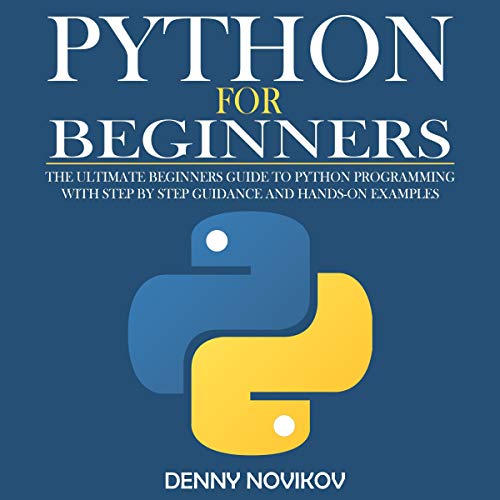 PYTHON
FOR
BEGINNERS
THE ULTIMATE BEGINNERS GUIDE TO PYTHON PROGRAMMING
WITH STEP BY STEP GUIDANCE AND HANDS-ON EXAMPLES
DENNY NOVIKOV